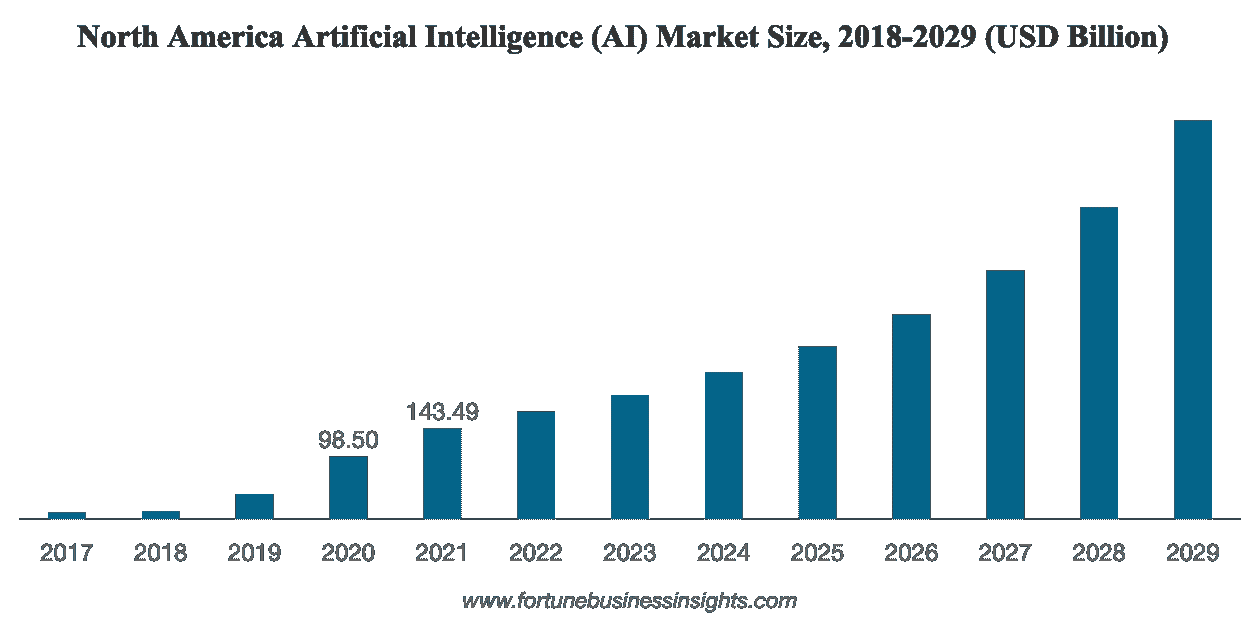 North America Artificial Intelligence (AI) Market Size, 2018-2029 (USD Billion)
143.49
98.50
2017 2018 2019 2020 2021 2022 2023 2024 2025 2026 2027 2028 2029
www.fortunebusinessinsights.com